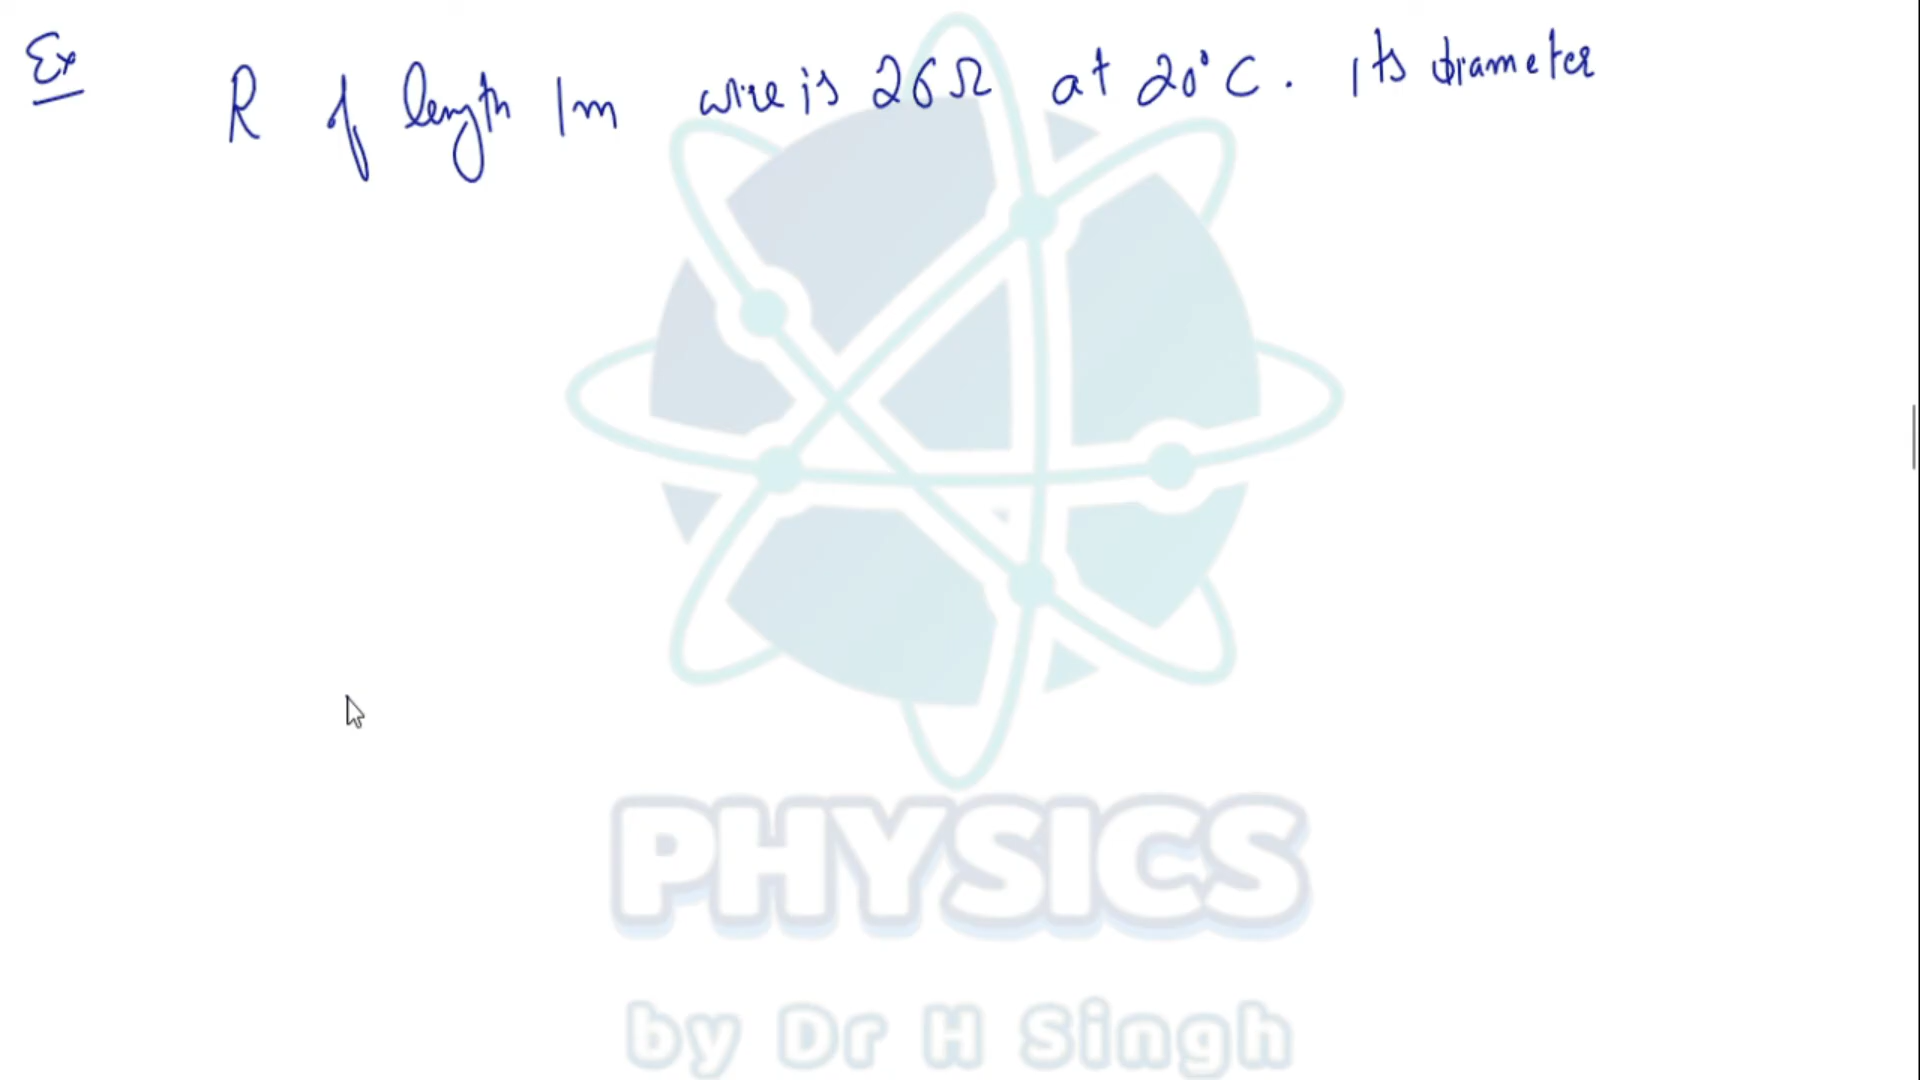 Ex
R of length 1m wire is 26Ω at 20°C. Its diameter
PHYSICS
by Dr H Singh